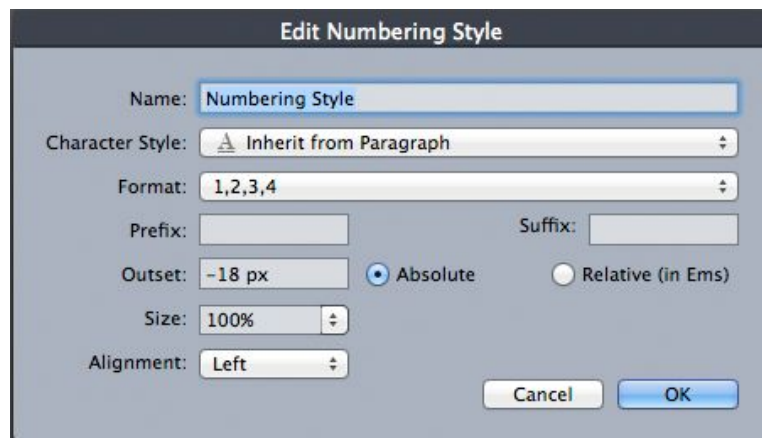 Edit Numbering Style
Name: Numbering Style
Character Style: A Inherit from Paragraph
Format: 1,2,3,4
Prefix: Suffix:
Outset: -18 px Absolute Relative (in Ems)
Size: 100%
Alignment: Left
Cancel OK